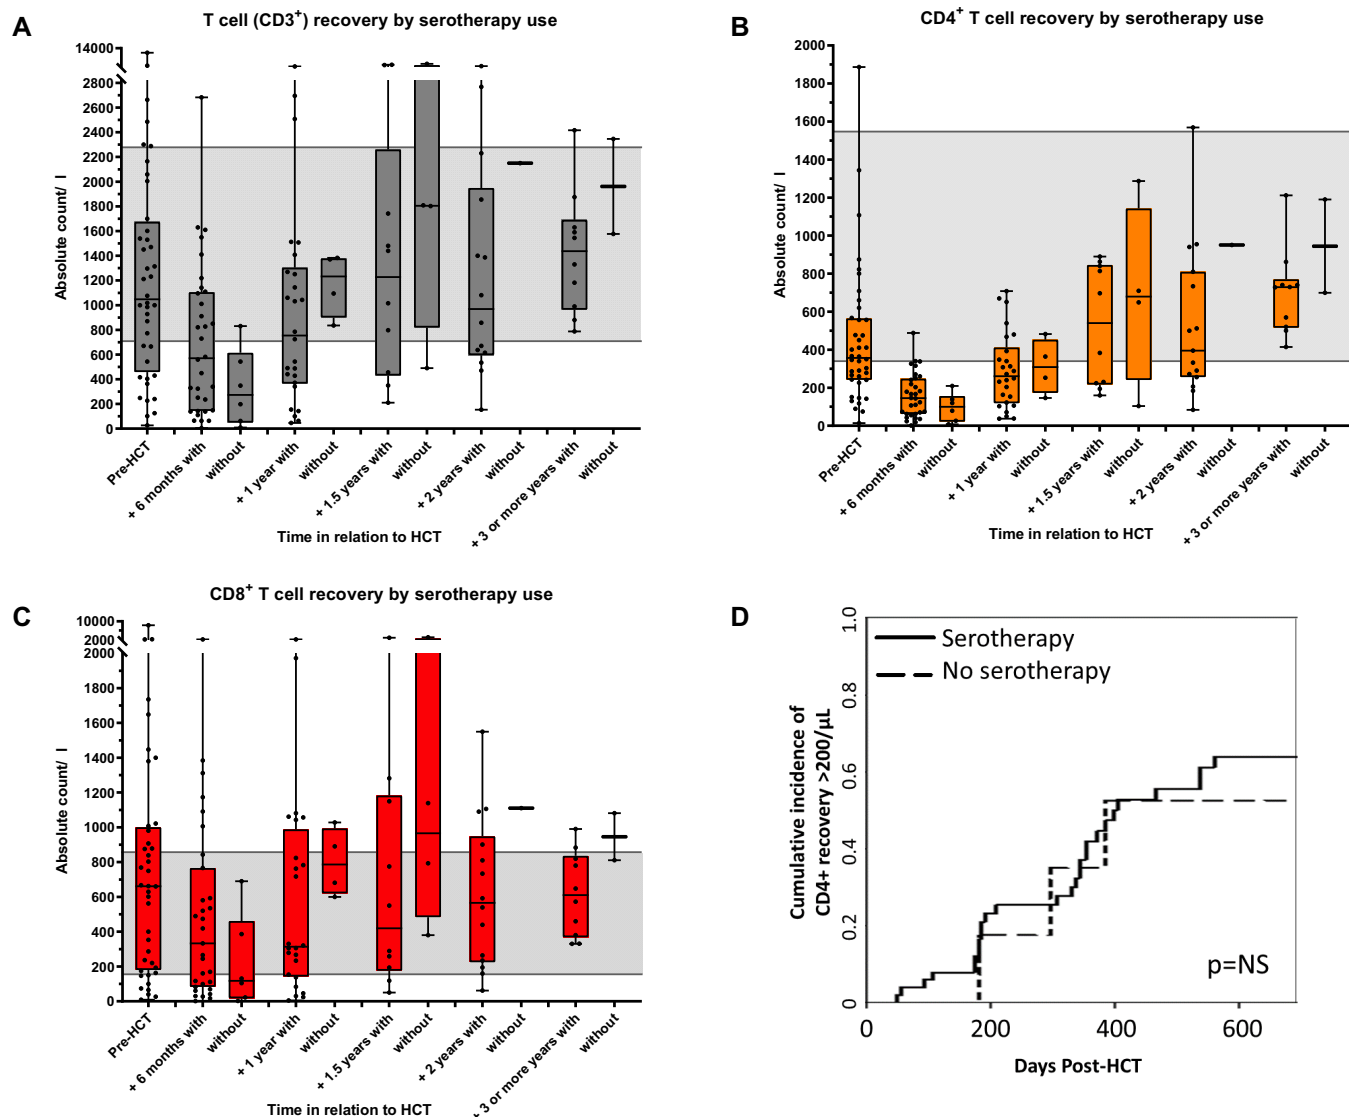 A
T cell (CD3+) recovery by serotherapy use
Absolute count/ l
14000
2800
2600
2400
2200
2000
1800
1600
1400
1200
1000
800
600
400
200
0
Pre-HCT
+ 6 months with
without
+ 1 year with
without
+ 1.5 years with
without
+ 2 years with
without
+ 3 or more years with
without
Time in relation to HCT
B
CD4+ T cell recovery by serotherapy use
Absolute count/ l
2000
1800
1600
1400
1200
1000
800
600
400
200
0
Pre-HCT
+ 6 months with
without
+ 1 year with
without
+ 1.5 years with
without
+ 2 years with
without
+ 3 or more years with
without
Time in relation to HCT
C
CD8+ T cell recovery by serotherapy use
Absolute count/ l
10000
2000
2000
1800
1600
1400
1200
1000
800
600
400
200
0
Pre-HCT
+ 6 months with
without
+ 1 year with
without
+ 1.5 years with
without
+ 2 years with
without
+ 3 or more years with
without
Time in relation to HCT
D
Serotherapy
No serotherapy
Cumulative incidence of
CD4+ recovery >200/μL
1.0
0.8
0.6
0.4
0.2
0
p=NS
0 200 400 600
Days Post-HCT